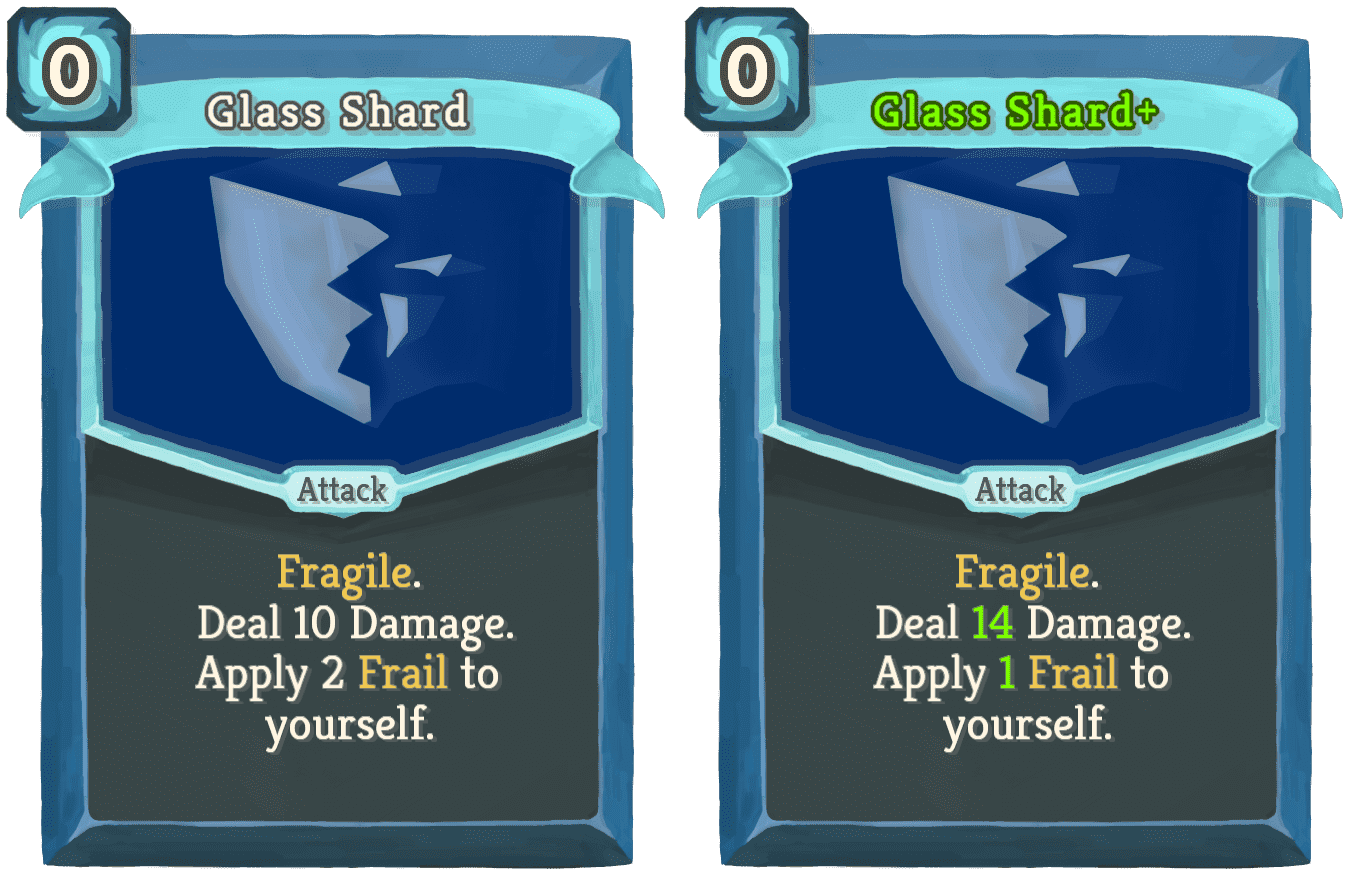 0
Glass Shard
Attack
Fragile.
Deal 10 Damage.
Apply 2 Frail to
yourself.
0
Glass Shard+
Attack
Fragile.
Deal 14 Damage.
Apply 1 Frail to
yourself.